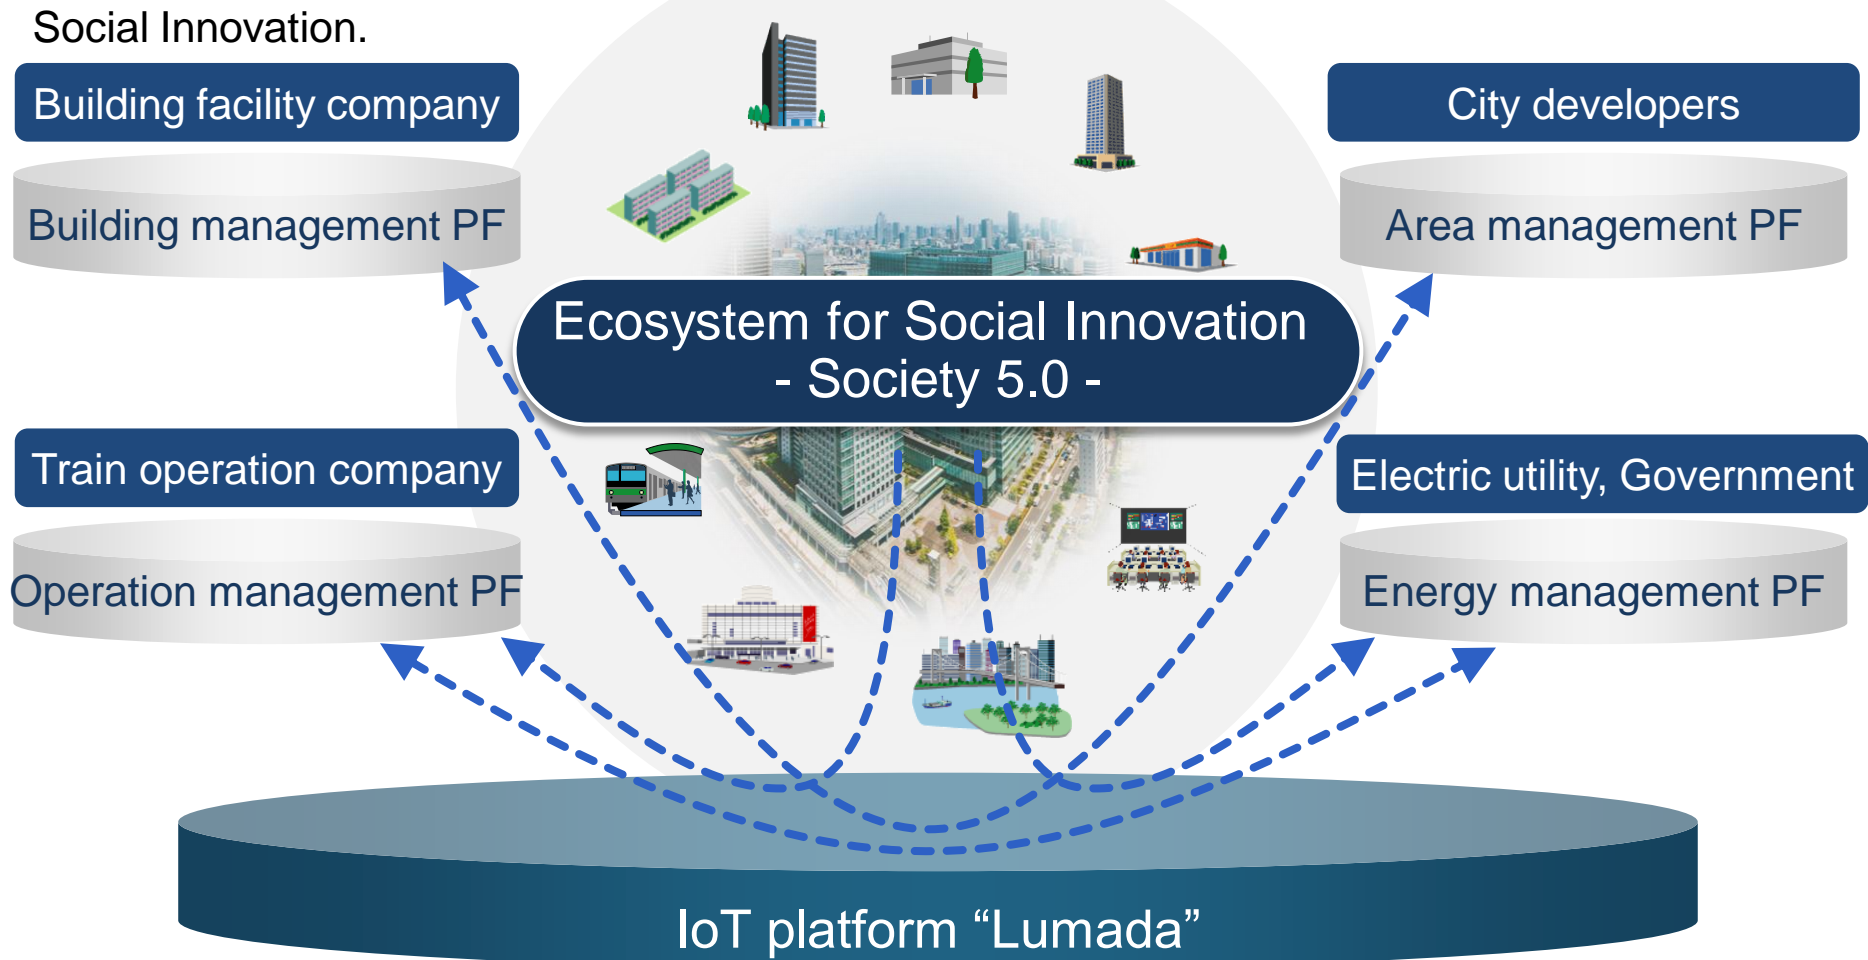 Social Innovation.
Building facility company
Building management PF
City developers
Area management PF
Ecosystem for Social Innovation
- Society 5.0 -
Train operation company
Operation management PF
Electric utility, Government
Energy management PF
IoT platform “Lumada”